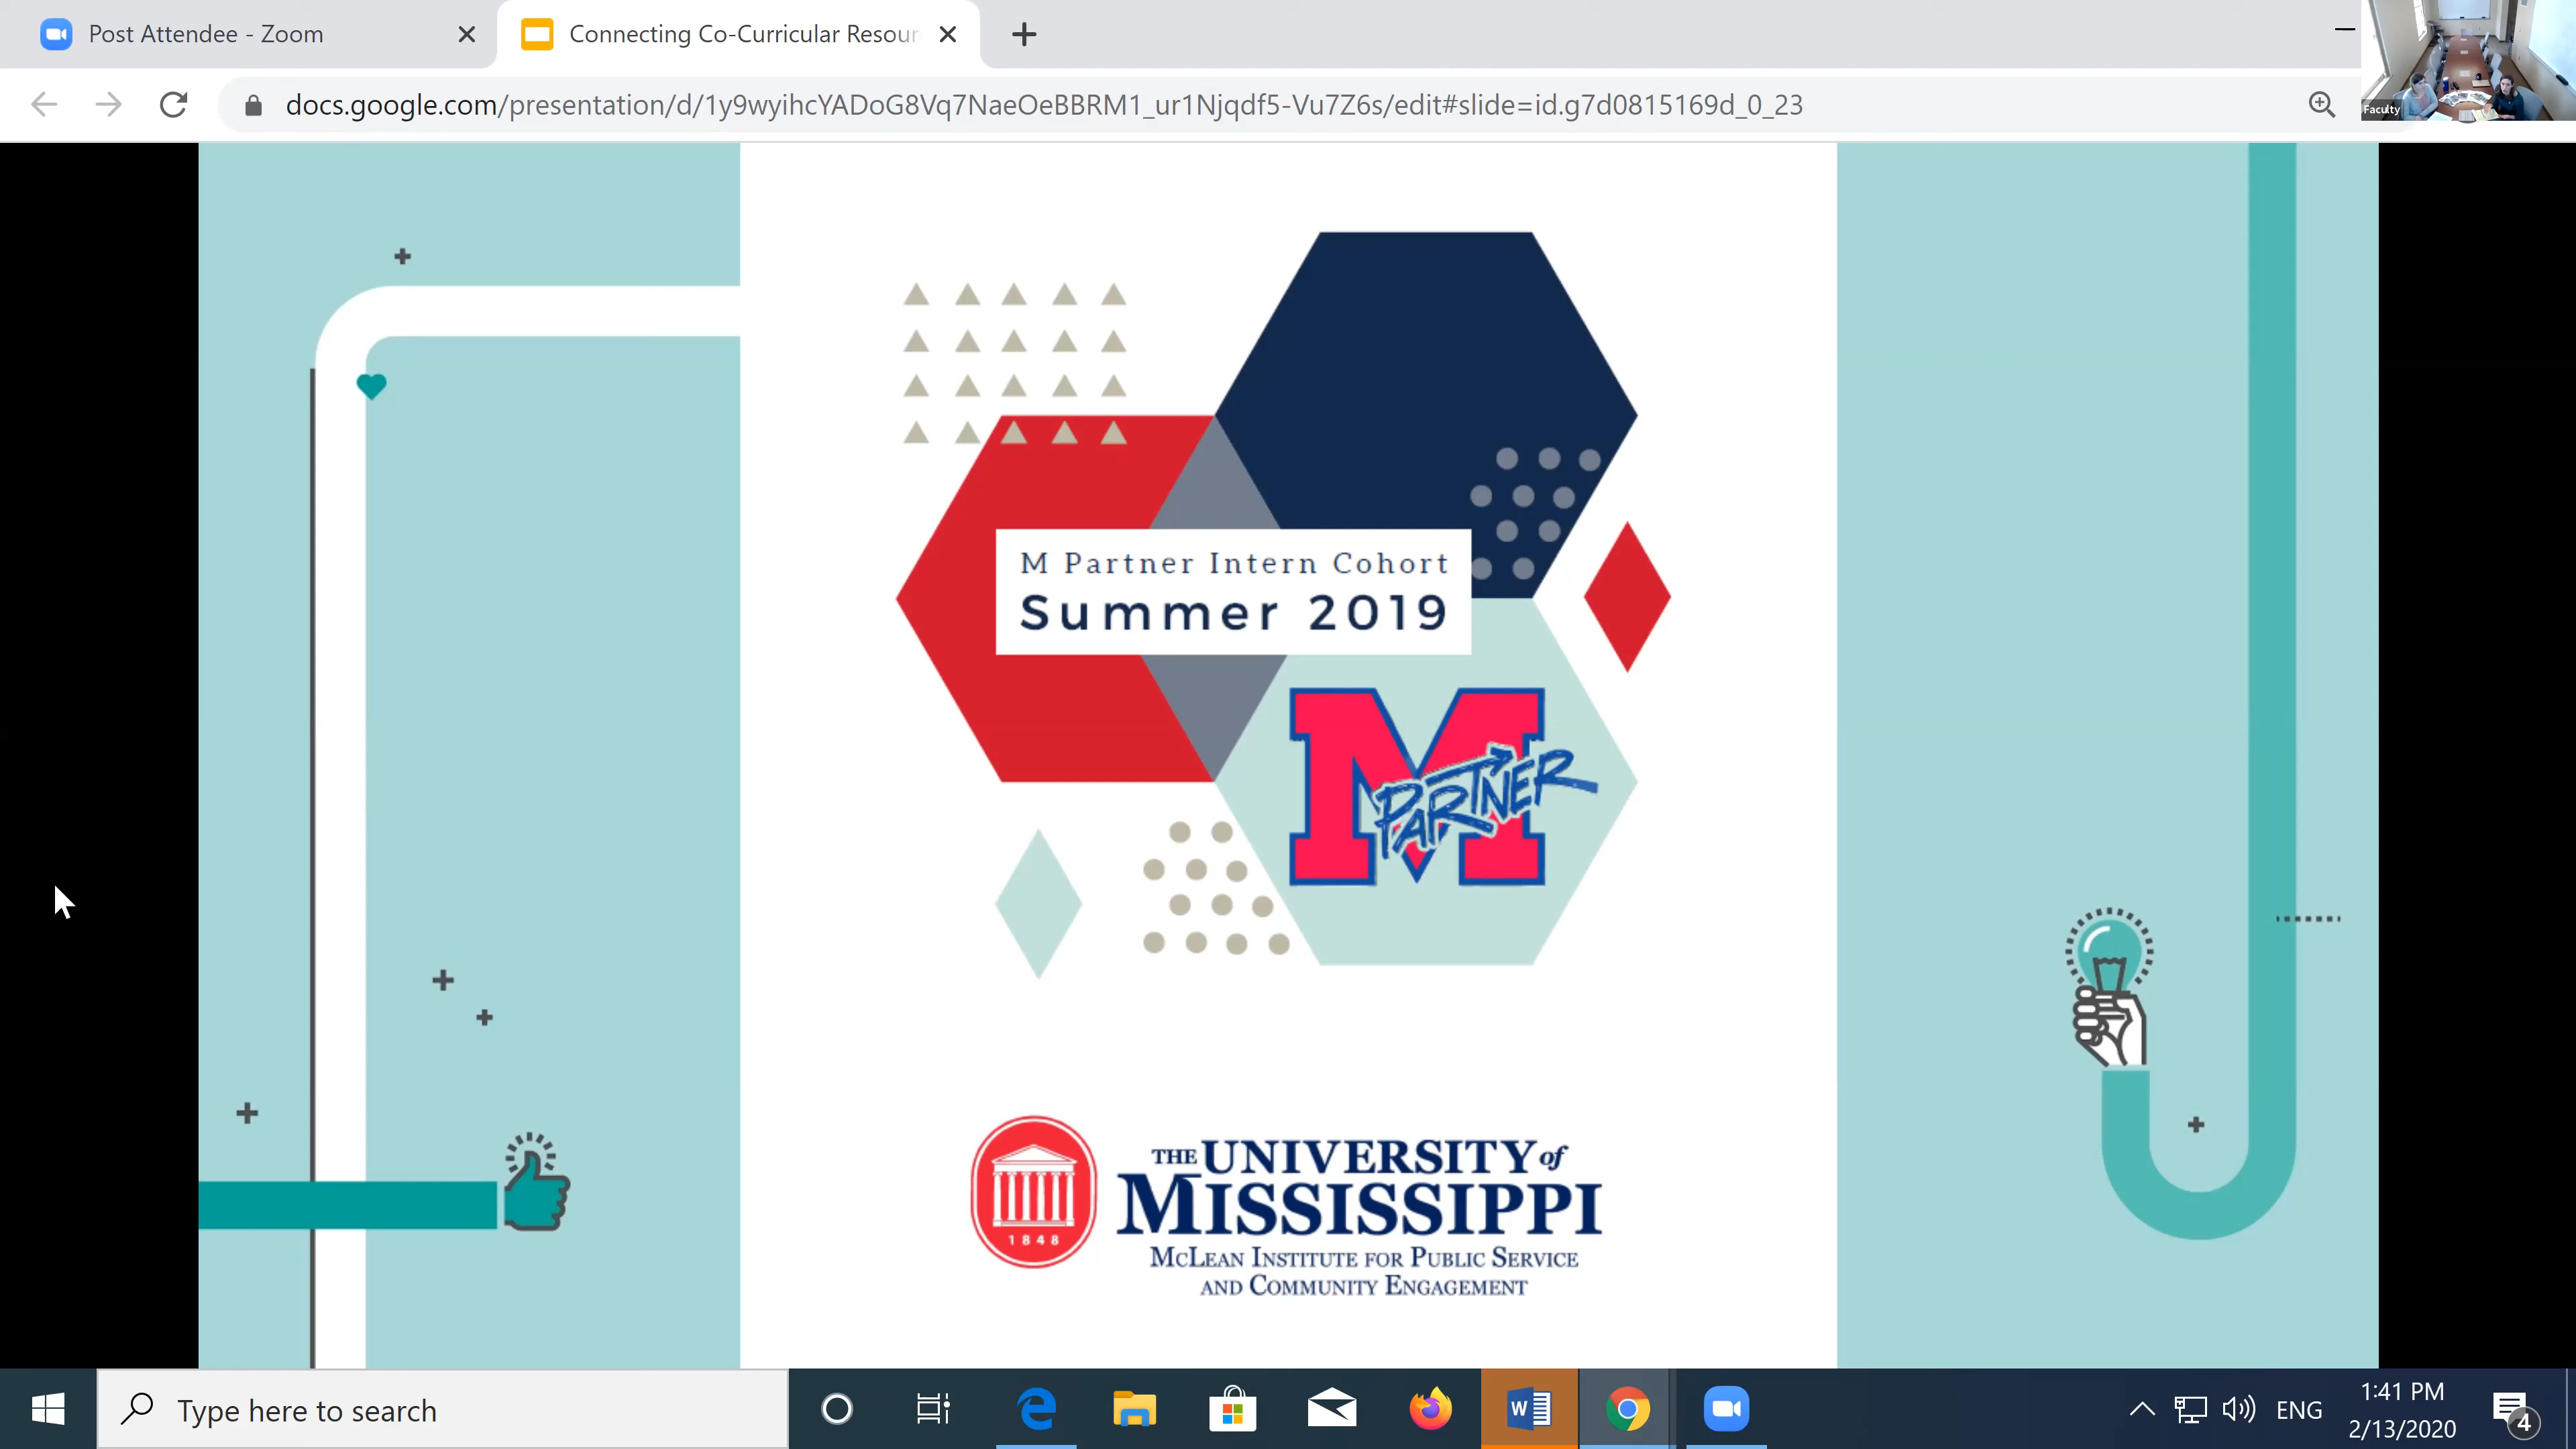 Post Attendee - Zoom
Connecting Co-Curricular Resour
docs.google.com/presentation/d/1y9wyihcYADoG8Vq7NaeOeBBRM1_ur1Njqdf5-Vu7Z6s/edit#slide=id.g7d0815169d_0_23
Faculty
M Partner Intern Cohort
Summer 2019
M
PARTNER
THE UNIVERSITY of
MISSISSIPPI
1848
MCLEAN INSTITUTE FOR PUBLIC SERVICE
AND COMMUNITY ENGAGEMENT
Type here to search
W
ENG
1:41 PM
2/13/2020
4